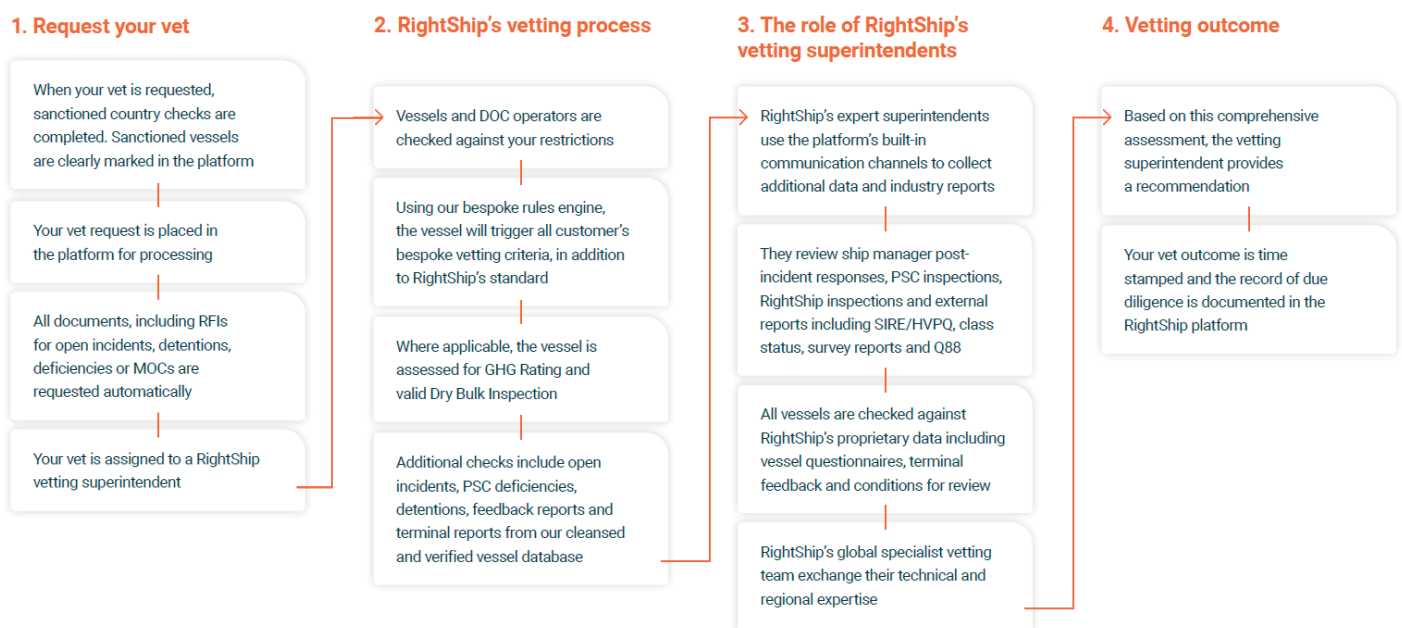 1. Request your vet
When your vet is requested,
sanctioned country checks are
completed. Sanctioned vessels
are clearly marked in the platform
Your vet request is placed in
the platform for processing
All documents, including RFIs
for open incidents, detentions,
deficiencies or MOCs are
requested automatically
Your vet is assigned to a RightShip
vetting superintendent
2. RightShip’s vetting process
Vessels and DOC operators are
checked against your restrictions
Using our bespoke rules engine,
the vessel will trigger all customer’s
bespoke vetting criteria, in addition
to RightShip’s standard
Where applicable, the vessel is
assessed for GHG Rating and
valid Dry Bulk Inspection
Additional checks include open
incidents, PSC deficiencies,
detentions, feedback reports and
terminal reports from our cleansed
and verified vessel database
3. The role of RightShip’s
vetting superintendents
RightShip’s expert superintendents
use the platform’s built-in
communication channels to collect
additional data and industry reports
They review ship manager post-
incident responses, PSC inspections,
RightShip inspections and external
reports including SIRE/HVPQ, class
status, survey reports and Q88
All vessels are checked against
RightShip’s proprietary data including
vessel questionnaires, terminal
feedback and conditions for review
RightShip’s global specialist vetting
team exchange their technical and
regional expertise
4. Vetting outcome
Based on this comprehensive
assessment, the vetting
superintendent provides
a recommendation
Your vet outcome is time
stamped and the record of due
diligence is documented in the
RightShip platform